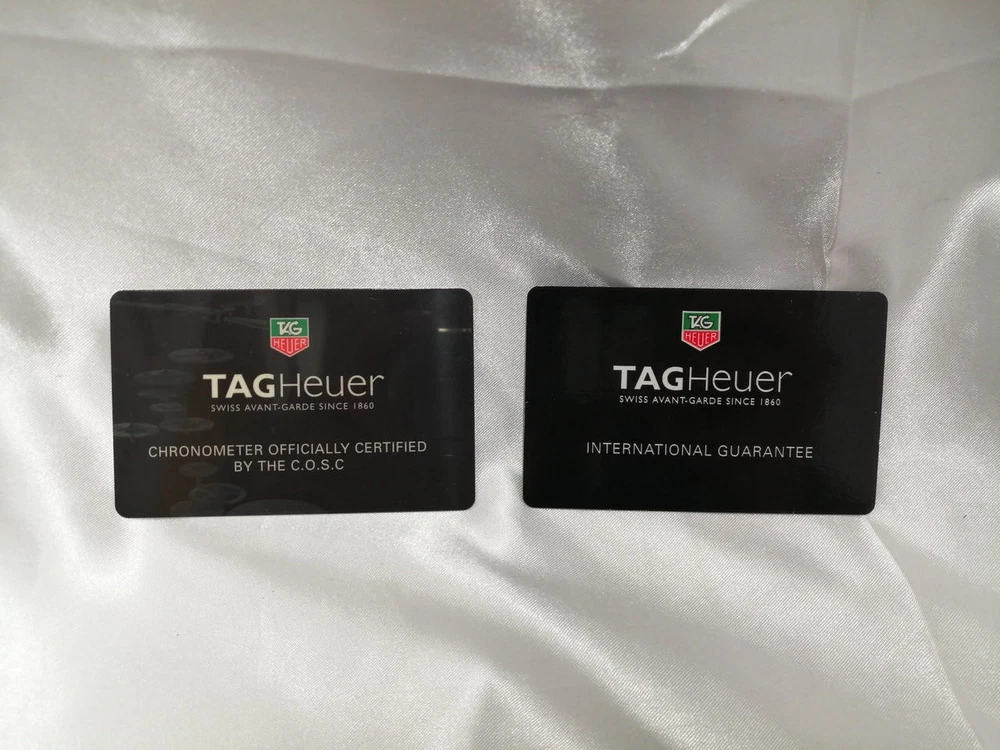 TAG
HEUER
TAGHeuer
SWISS AVANT-GARDE SINCE 1860
CHRONOMETER OFFICIALLY CERTIFIED
BY THE C.O.S.C
TAG
HEUER
TAGHeuer
SWISS AVANT-GARDE SINCE 1860
INTERNATIONAL GUARANTEE